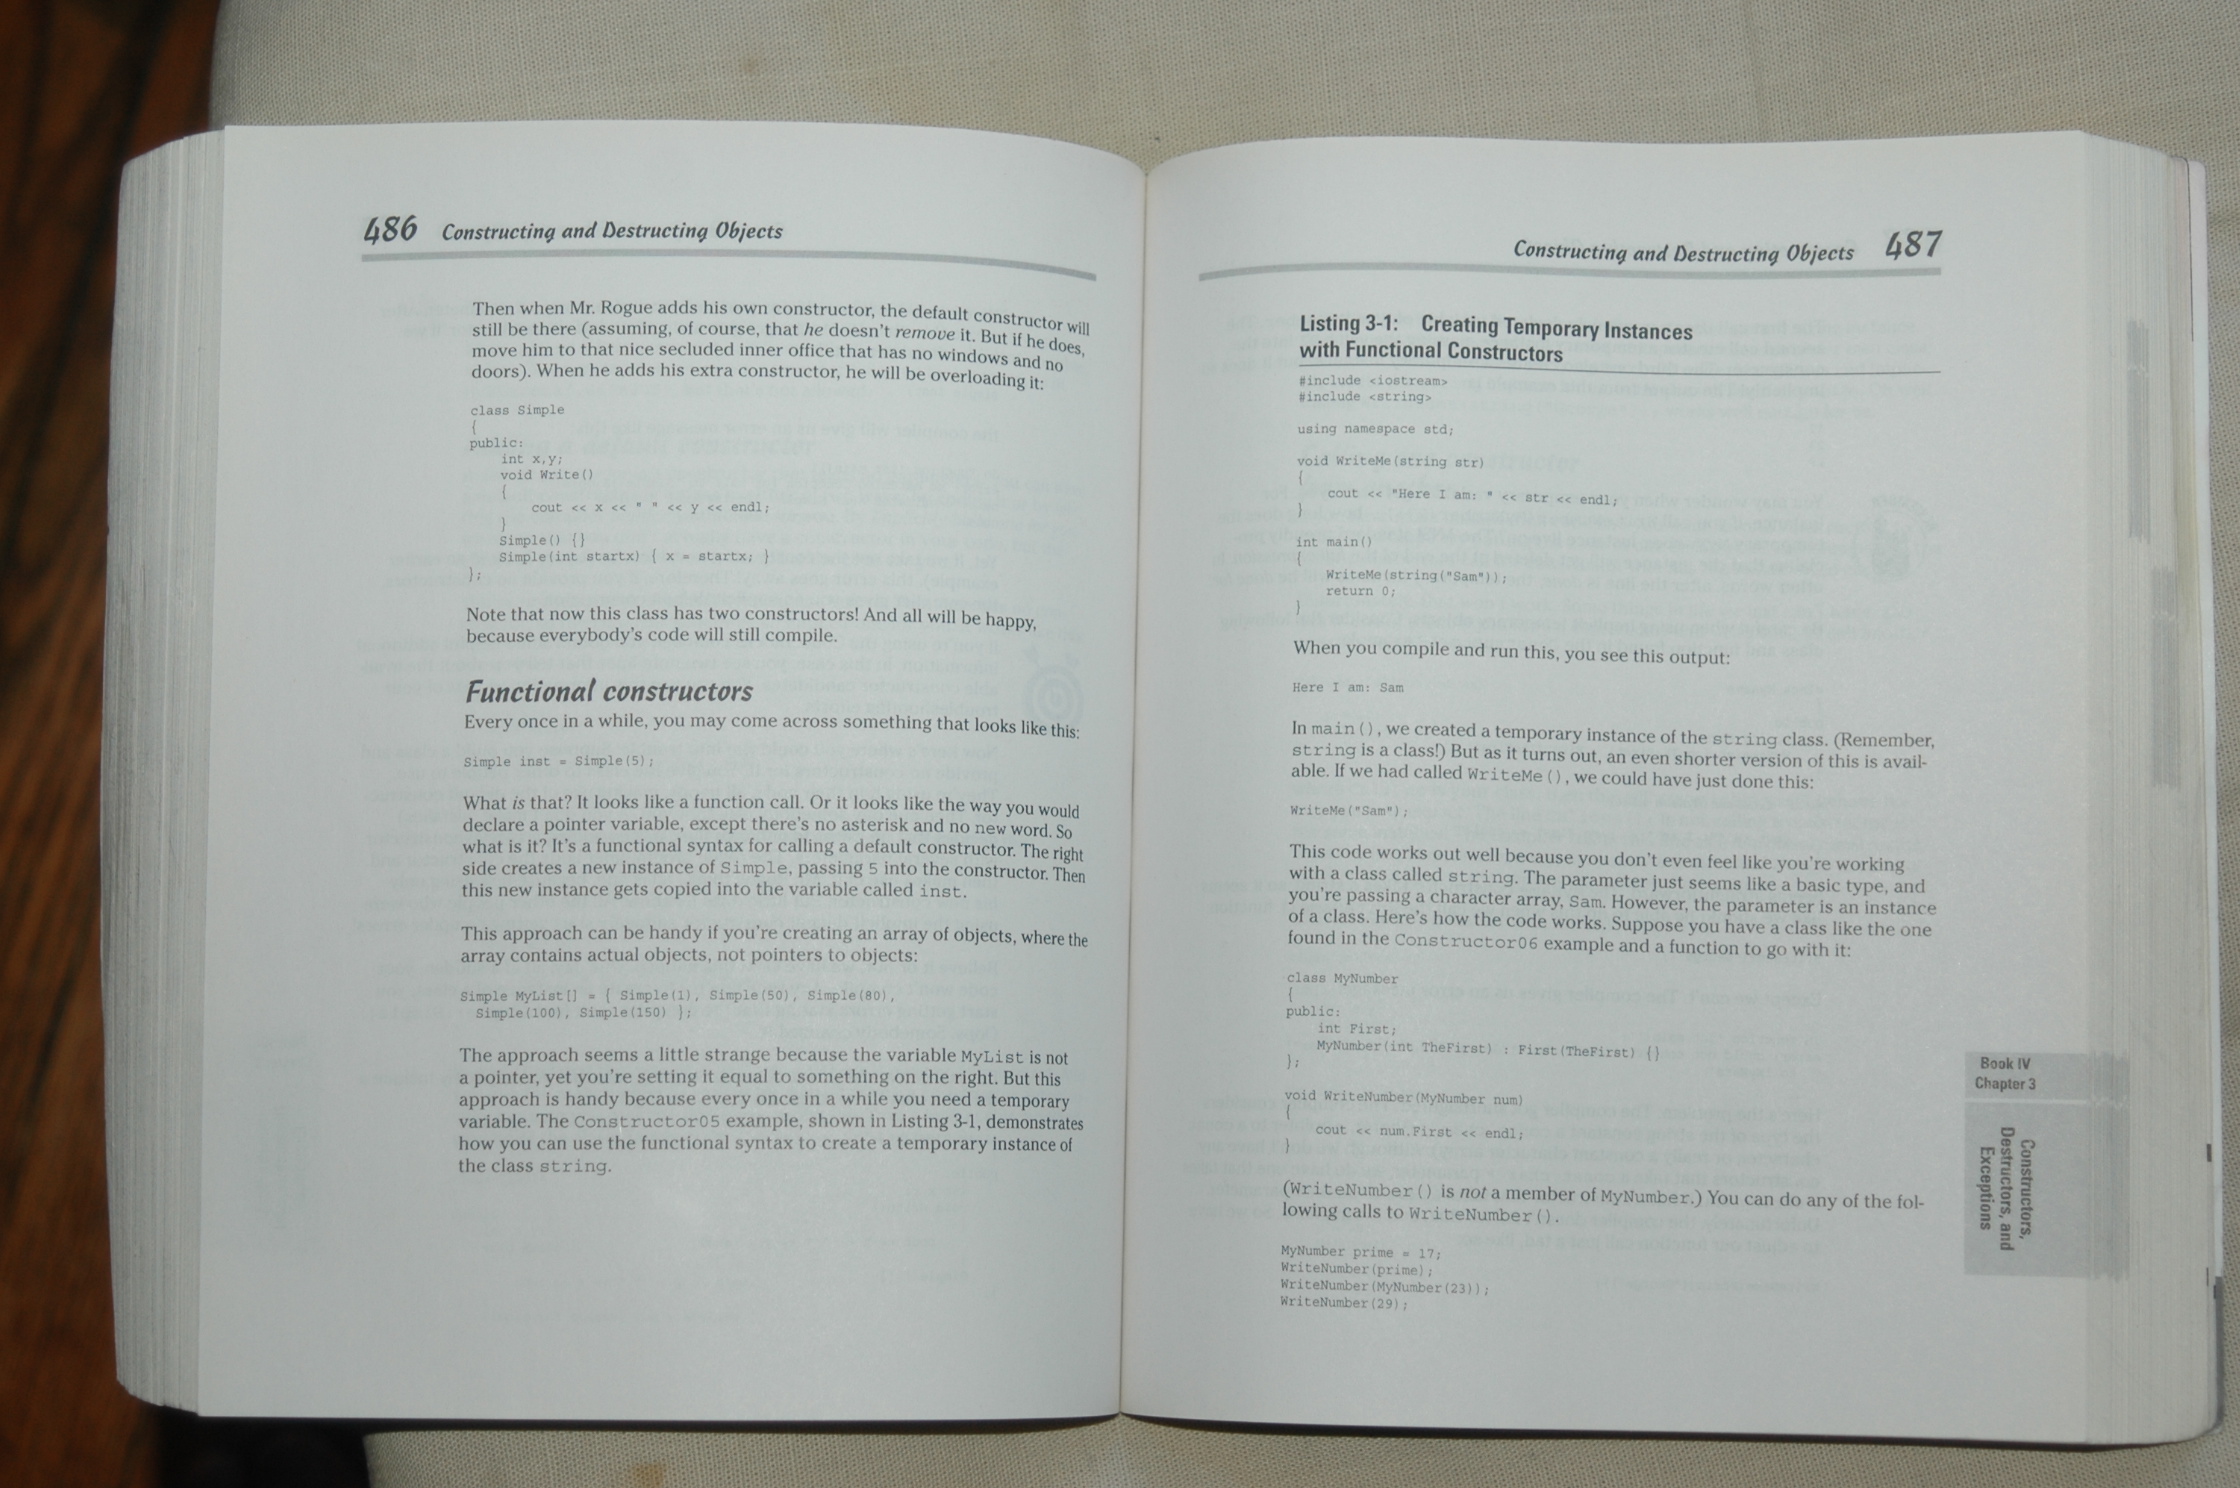 486 Constructing and Destructing Objects
Then when Mr. Rogue adds his own constructor, the default constructor will
still be there (assuming, of course, that he doesn't remove it. But if he does,
move him to that nice secluded inner office that has no windows and no
doors). When he adds his extra constructor, he will be overloading it:
class Simple
{
public:
int x,y;
void Write()
{
cout << x << " " << y << endl;
}
Simple() {}
Simple(int startx) { x = startx; }
};
Note that now this class has two constructors! And all will be happy,
because everybody's code will still compile.
Functional constructors
Every once in a while, you may come across something that looks like this:
Simple inst = Simple(5);
What is that? It looks like a function call. Or it looks like the way you would
declare a pointer variable, except there's no asterisk and no new word. So
what is it? It's a functional syntax for calling a default constructor. The right
side creates a new instance of Simple, passing 5 into the constructor. Then
this new instance gets copied into the variable called inst.
This approach can be handy if you're creating an array of objects, where the
array contains actual objects, not pointers to objects:
Simple MyList[] = { Simple(1), Simple(50), Simple(80),
Simple(100), Simple(150) };
The approach seems a little strange because the variable MyList is not
a pointer, yet you're setting it equal to something on the right. But this
approach is handy because every once in a while you need a temporary
variable. The Constructor05 example, shown in Listing 3-1, demonstrates
how you can use the functional syntax to create a temporary instance of
the class string.
Constructing and Destructing Objects 487
Listing 3-1: Creating Temporary Instances
with Functional Constructors
#include <iostream>
#include <string>
using namespace std;
void WriteMe(string str)
{
cout << "Here I am: " << str << endl;
}
int main()
{
WriteMe(string("Sam"));
return 0;
}
When you compile and run this, you see this output:
Here I am: Sam
In main(), we created a temporary instance of the string class. (Remember,
string is a class!) But as it turns out, an even shorter version of this is avail-
able. If we had called WriteMe(), we could have just done this:
WriteMe("Sam");
This code works out well because you don't even feel like you're working
with a class called string. The parameter just seems like a basic type, and
you're passing a character array, Sam. However, the parameter is an instance
of a class. Here's how the code works. Suppose you have a class like the one
found in the Constructor06 example and a function to go with it:
class MyNumber
{
public:
int First;
MyNumber(int TheFirst) : First(TheFirst) {}
};
void WriteNumber(MyNumber num)
{
cout << num.First << endl;
}
(WriteNumber() is not a member of MyNumber.) You can do any of the fol-
lowing calls to WriteNumber().
MyNumber prime = 17;
WriteNumber(prime);
WriteNumber(MyNumber(23));
WriteNumber(29);
Book IV
Chapter 3
Constructors,
Destructors, and
Exceptions